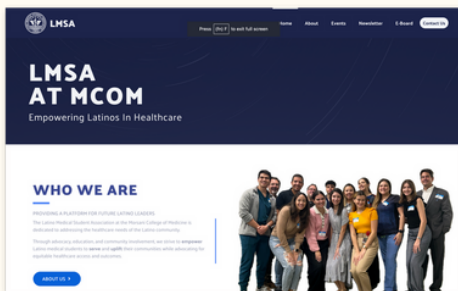 LMSA
Press (fn) F to exit full screen
Home About Events Newsletter E-Board Contact Us
LMSA
AT MCOM
Empowering Latinos In Healthcare
WHO WE ARE
PROVIDING A PLATFORM FOR FUTURE LATINO LEADERS
The Latino Medical Student Association at the Morsani College of Medicine is
dedicated to addressing the healthcare needs of the Latino community.
Through advocacy, education, and community involvement, we strive to empower
Latino medical students to serve and uplift their communities while advocating for
equitable healthcare access and outcomes.
ABOUT US